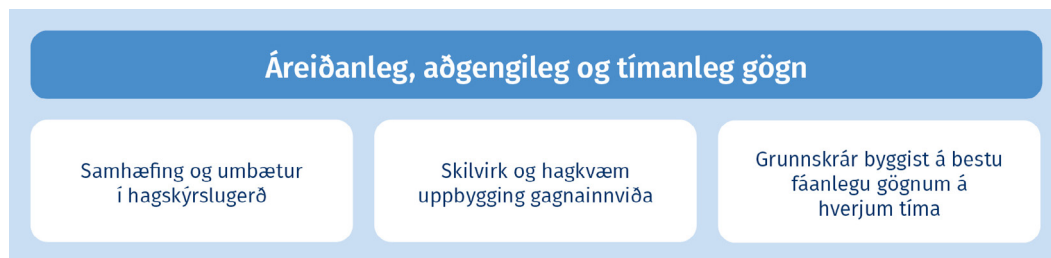 Áreiðanleg, aðgengileg og tímanleg gögn
Samhæfing og umbætur
í hagskýrslugerð
Skilvirk og hagkvæm
uppbygging gagnainnviða
Grunnskrár byggist á bestu
fáanlegu gögnum á
hverjum tíma